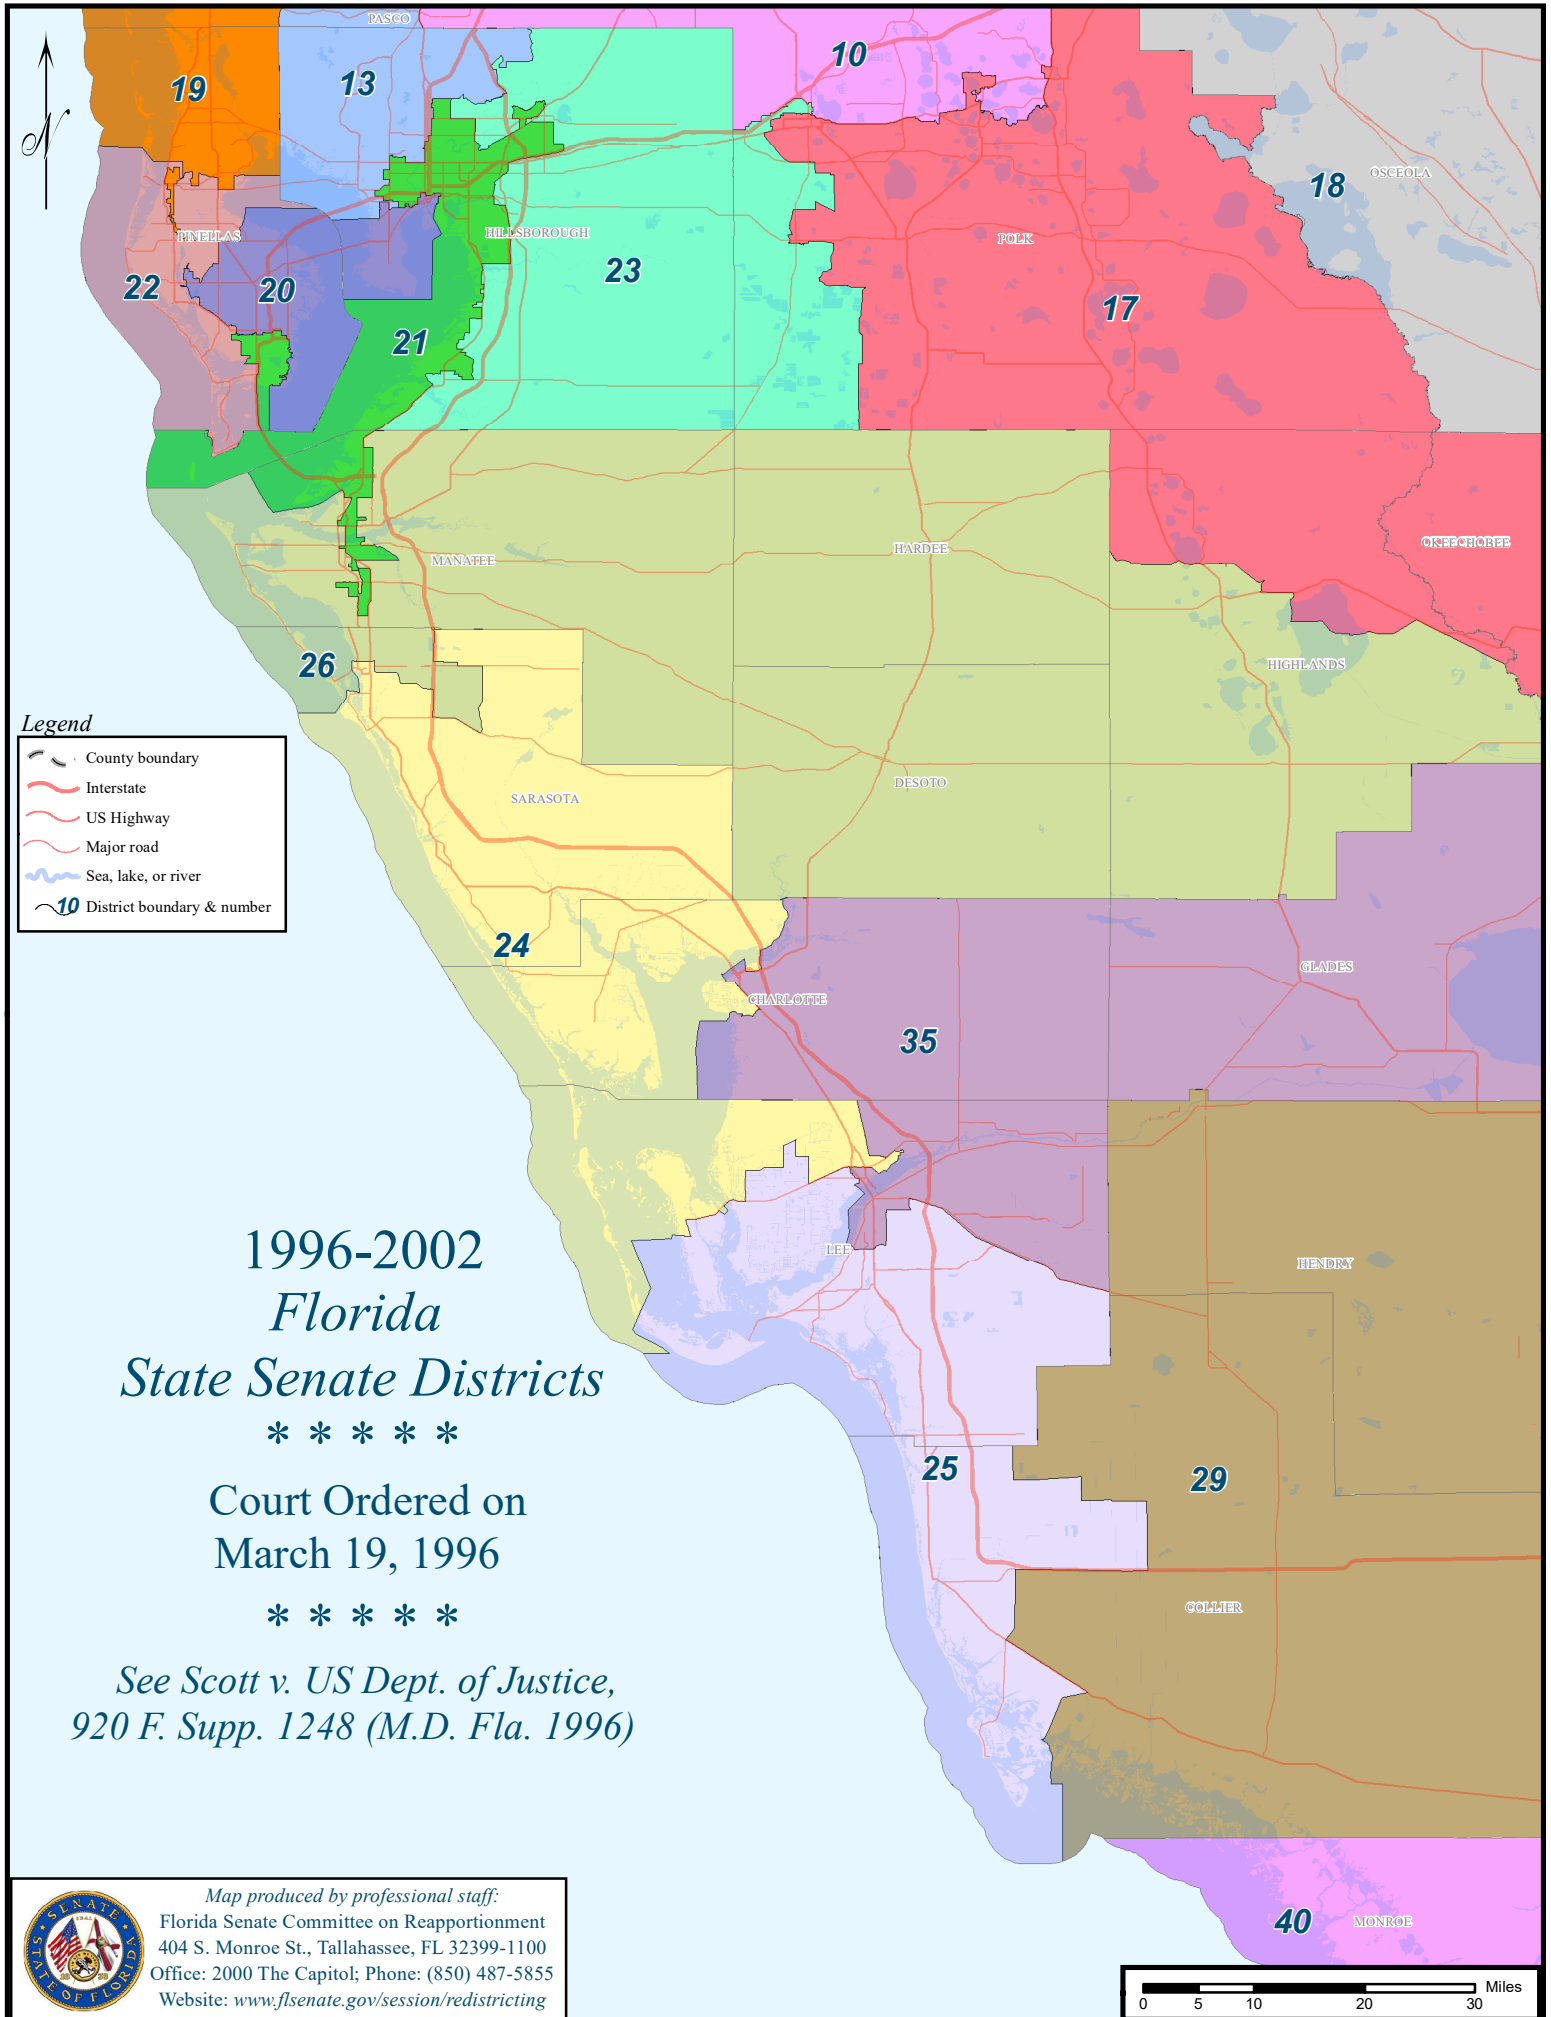 PASCO
10
19
13
N
18
OSCEOLA
PINELLAS
HILLSBOROUGH
POLK
23
22
20
17
21
OKEECHOBEE
HARDEE
MANATEE
26
HIGHLANDS
Legend
County boundary
Interstate
US Highway
Major road
Sea, lake, or river
10 District boundary & number
DESOTO
SARASOTA
24
GLADES
CHARLOTTE
35
LEE
HENDRY
1996-2002
Florida
State Senate Districts
* * * * *
Court Ordered on
March 19, 1996
* * * * *
See Scott v. US Dept. of Justice,
920 F. Supp. 1248 (M.D. Fla. 1996)
25
29
COLLIER
40
MONROE
SENATE
STATE OF FLORIDA
Map produced by professional staff:
Florida Senate Committee on Reapportionment
404 S. Monroe St., Tallahassee, FL 32399-1100
Office: 2000 The Capitol; Phone: (850) 487-5855
Website: www.flsenate.gov/session/redistricting
Miles
0 5 10 20 30